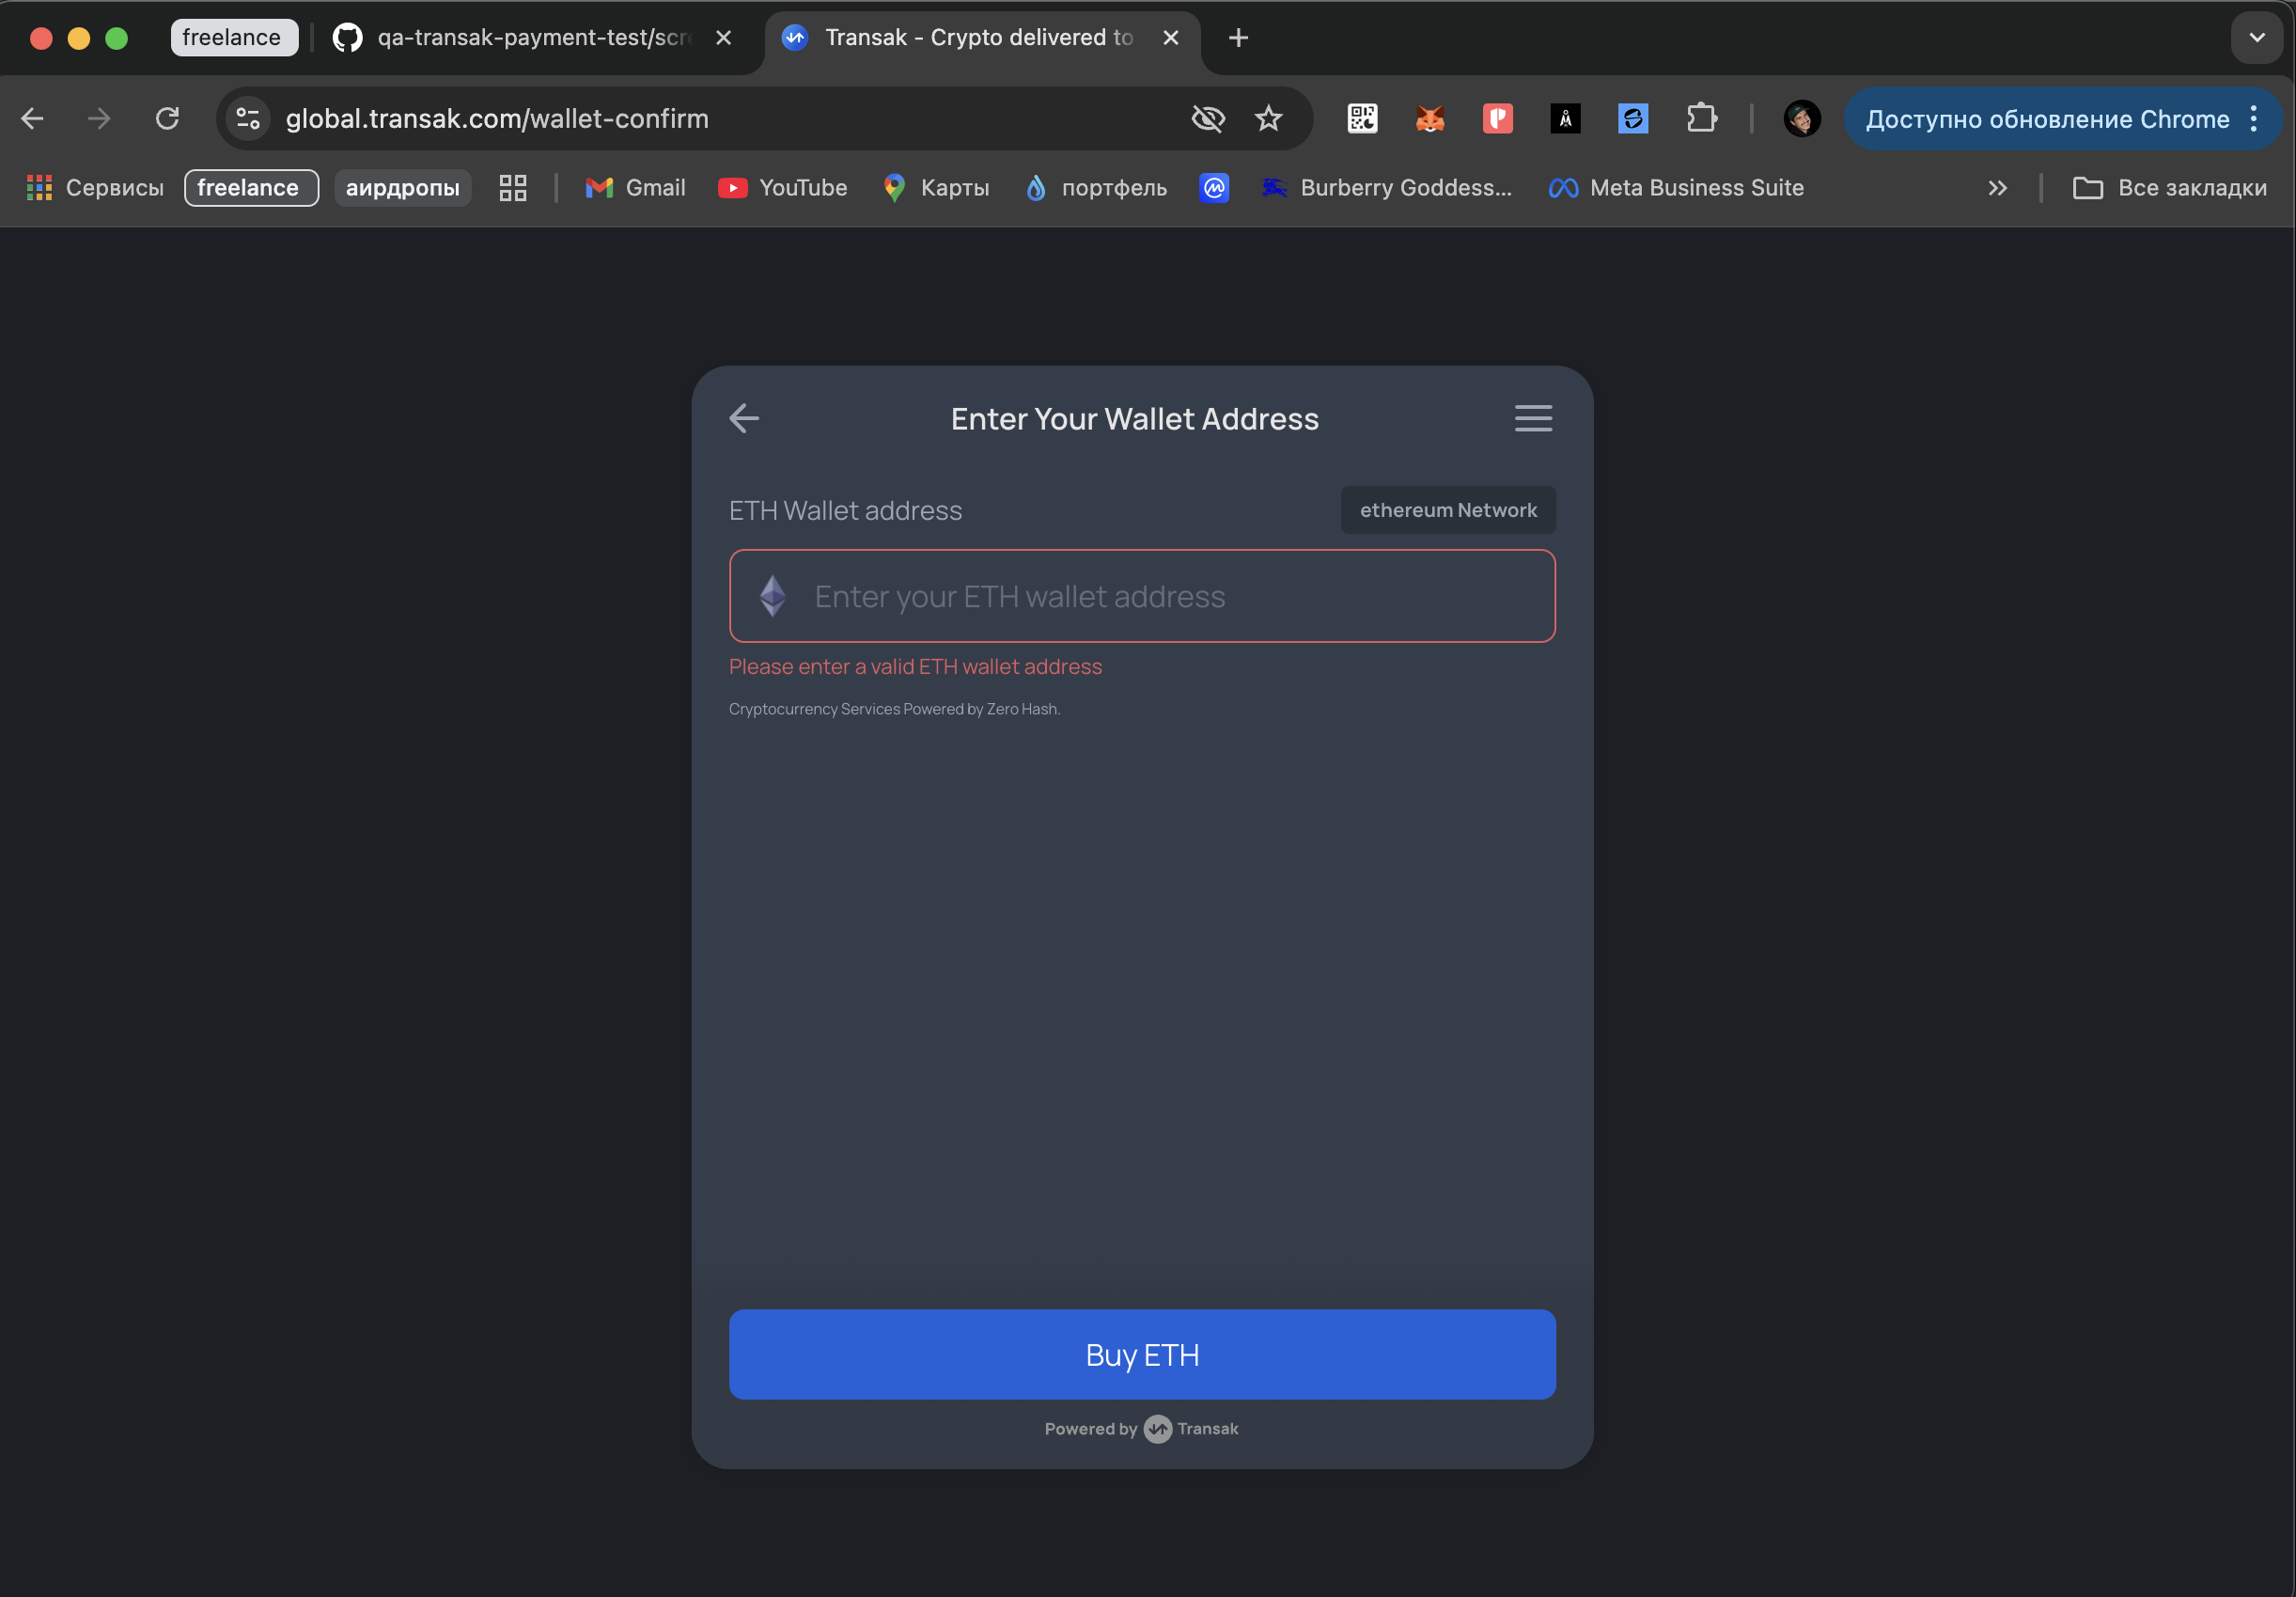 freelance
qa-transak-payment-test/scr
Transak - Crypto delivered to
global.transak.com/wallet-confirm
Доступно обновление Chrome
Сервисы
freelance
аирдропы
Gmail
YouTube
Карты
портфель
Burberry Goddess...
Meta Business Suite
Все закладки
Enter Your Wallet Address
ETH Wallet address
ethereum Network
Enter your ETH wallet address
Please enter a valid ETH wallet address
Cryptocurrency Services Powered by Zero Hash.
Buy ETH
Powered by Transak